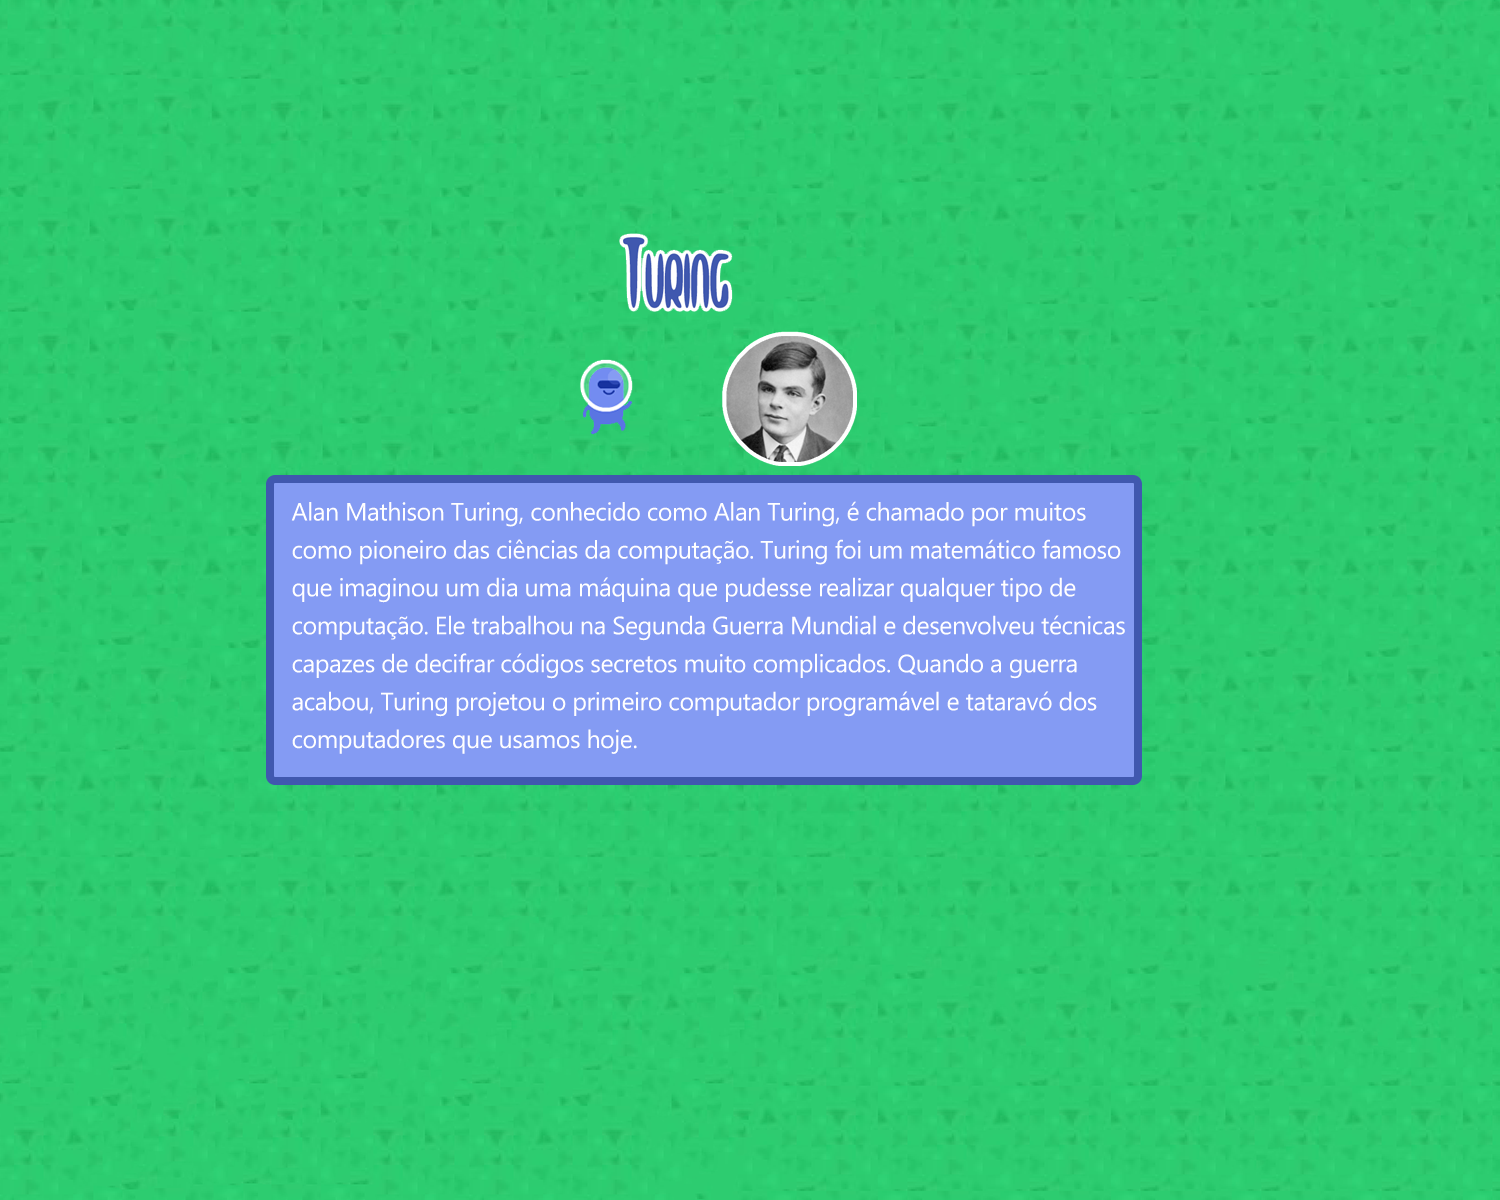 Turing
Alan Mathison Turing, conhecido como Alan Turing, é chamado por muitos
como pioneiro das ciências da computação. Turing foi um matemático famoso
que imaginou um dia uma máquina que pudesse realizar qualquer tipo de
computação. Ele trabalhou na Segunda Guerra Mundial e desenvolveu técnicas
capazes de decifrar códigos secretos muito complicados. Quando a guerra
acabou, Turing projetou o primeiro computador programável e tataravó dos
computadores que usamos hoje.